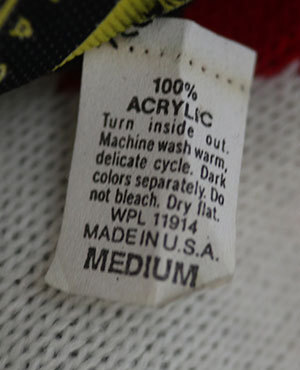 100%
ACRYLIC
Turn inside out.
Machine wash warm,
delicate cycle. Dark
colors separately. Do
not bleach. Dry flat.
WPL 11914
MADE IN U.S.A.
MEDIUM